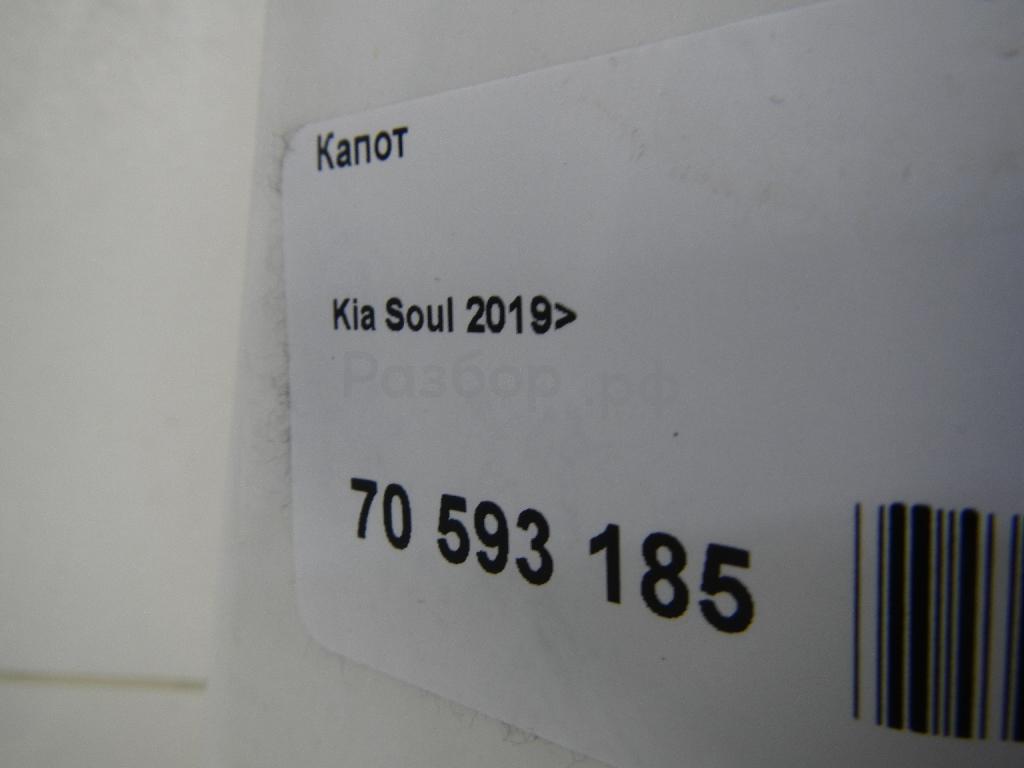 Капот
Kia Soul 2019>
Разбор.рф
70 593 185